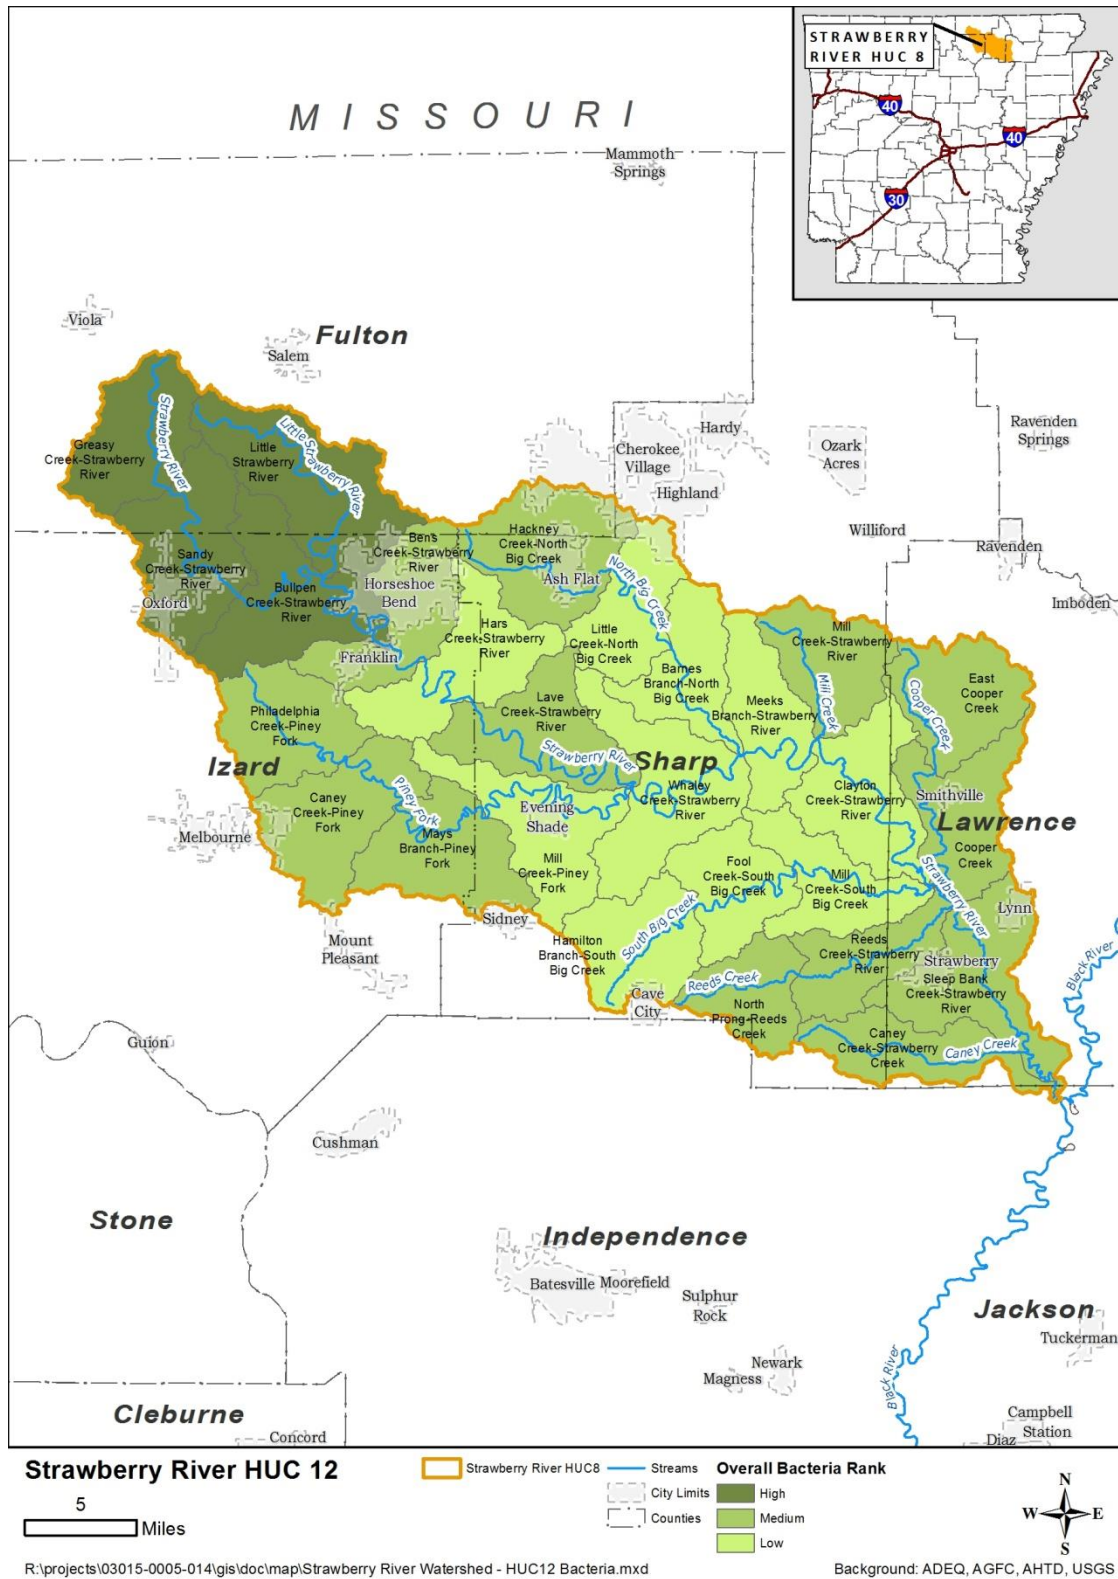 STRAWBERRY
RIVER HUC 8
40
40
30
MISSOURI
Mammoth
Springs
Viola
Fulton
Salem
Hardy
Cherokee
Village
Highland
Ozark
Acres
Ravenden
Springs
Williford
Ravenden
Imboden
Greasy
Creek-Strawberry
River
Strawberry River
Little
Strawberry
River
Little Strawberry River
Sandy
Creek-Strawberry
River
Oxford
Bullpen
Creek-Strawberry
River
Bens
Creek-Strawberry
River
Horseshoe
Bend
Franklin
Hackney
Creek-North
Big Creek
Ash Flat
North Big Creek
Hars
Creek-Strawberry
River
Little
Creek-North
Big Creek
Barnes
Branch-North
Big Creek
Mill
Creek-Strawberry
River
Mill Creek
Meeks
Branch-Strawberry
River
Cooper Creek
East
Cooper
Creek
Philadelphia
Creek-Piney
Fork
Lave
Creek-Strawberry
River
Strawberry River
Sharp
Izard
Piney Fork
Caney
Creek-Piney
Fork
Melbourne
Mays
Branch-Piney
Fork
Evening
Shade
Whaley
Creek-Strawberry
River
Clayton
Creek-Strawberry
River
Smithville
Lawrence
Cooper
Creek
Mill
Creek-Piney
Fork
Fool
Creek-South
Big Creek
Mill
Creek-South
Big Creek
Strawberry River
Lynn
Sidney
Mount
Pleasant
Hamilton
Branch-South
Big Creek
South Big Creek
Reeds
Creek-Strawberry
River
Strawberry
Sleep Bank
Creek-Strawberry
River
Reeds Creek
Cave
City
North
Prong-Reeds
Creek
Caney
Creek-Strawberry
Creek
Caney Creek
Black River
Guion
Cushman
Stone
Independence
Batesville
Moorefield
Sulphur
Rock
Jackson
Tuckerman
Newark
Magness
Black River
Cleburne
Concord
Campbell
Station
Diaz
Strawberry River HUC 12
5
Miles
Strawberry River HUC8
Streams
City Limits
Counties
Overall Bacteria Rank
High
Medium
Low
N
W
E
S
R:\projects\03015-0005-014\gis\doc\map\Strawberry River Watershed - HUC12 Bacteria.mxd
Background: ADEQ, AGFC, AHTD, USGS